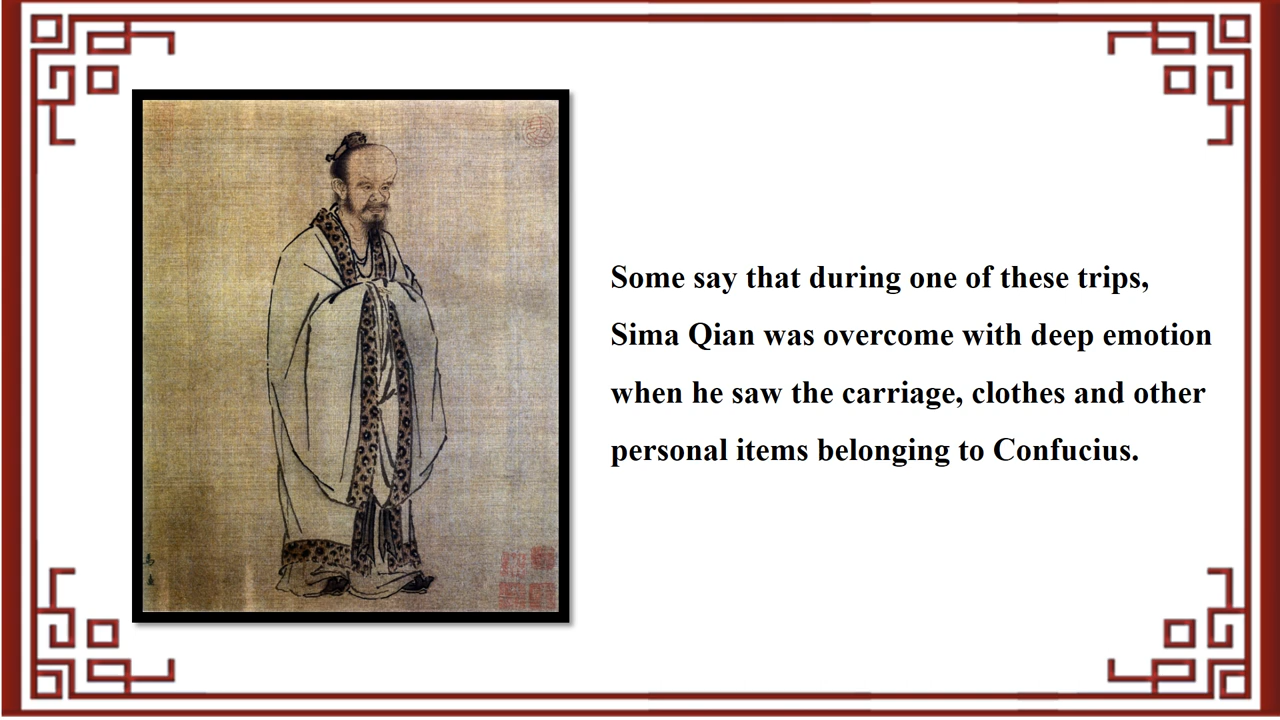 Some say that during one of these trips,
Sima Qian was overcome with deep emotion
when he saw the carriage, clothes and other
personal items belonging to Confucius.